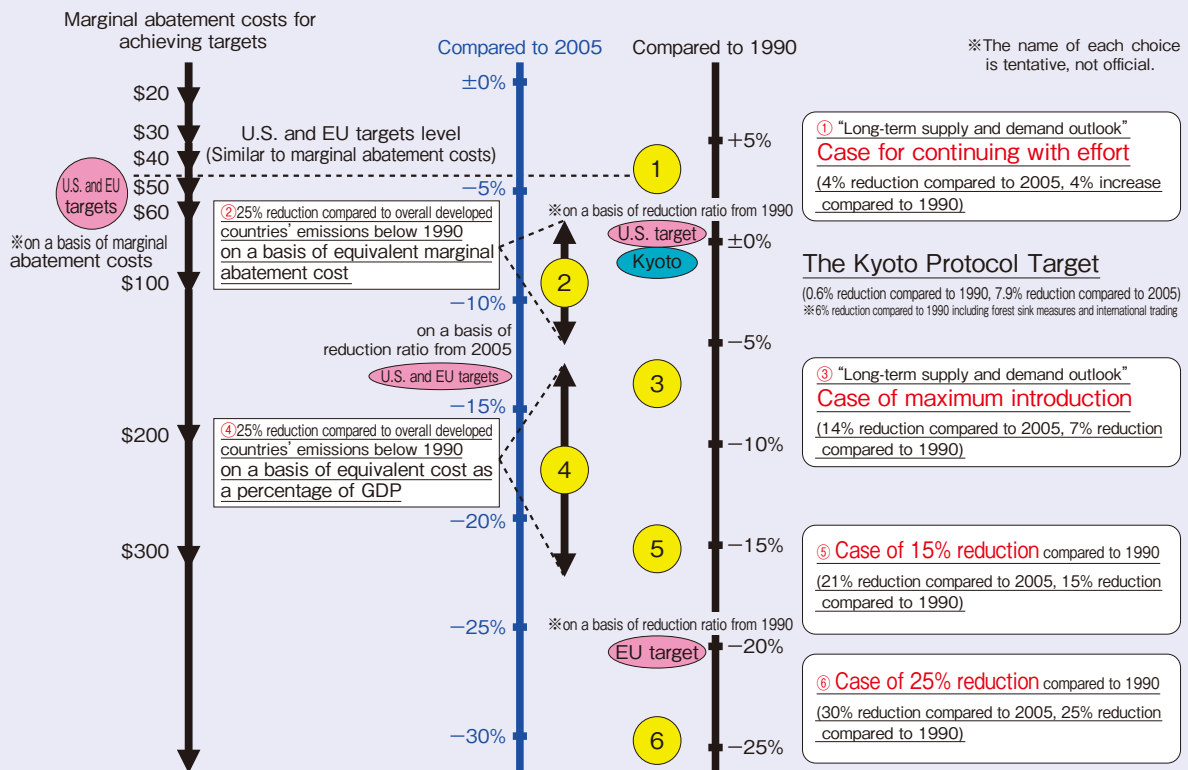 Marginal abatement costs for
achieving targets
$20
$30
$40
$50
$60
$100
$200
$300
U.S. and EU
targets
※on a basis of marginal
abatement costs
U.S. and EU targets level
(Similar to marginal abatement costs)
②25% reduction compared to overall developed
countries' emissions below 1990
on a basis of equivalent marginal
abatement cost
on a basis of
reduction ratio from 2005
U.S. and EU targets
④25% reduction compared to overall developed
countries' emissions below 1990
on a basis of equivalent cost as
a percentage of GDP
Compared to 2005
±0%
−5%
−10%
−15%
−20%
−25%
−30%
Compared to 1990
+5%
±0%
−5%
−10%
−15%
−20%
−25%
1
※on a basis of reduction ratio from 1990
U.S. target
Kyoto
2
3
4
5
※on a basis of reduction ratio from 1990
EU target
6
※The name of each choice
is tentative, not official.
① "Long-term supply and demand outlook"
Case for continuing with effort
(4% reduction compared to 2005, 4% increase
compared to 1990)
The Kyoto Protocol Target
(0.6% reduction compared to 1990, 7.9% reduction compared to 2005)
※6% reduction compared to 1990 including forest sink measures and international trading
③ "Long-term supply and demand outlook"
Case of maximum introduction
(14% reduction compared to 2005, 7% reduction
compared to 1990)
⑤ Case of 15% reduction compared to 1990
(21% reduction compared to 2005, 15% reduction
compared to 1990)
⑥ Case of 25% reduction compared to 1990
(30% reduction compared to 2005, 25% reduction
compared to 1990)